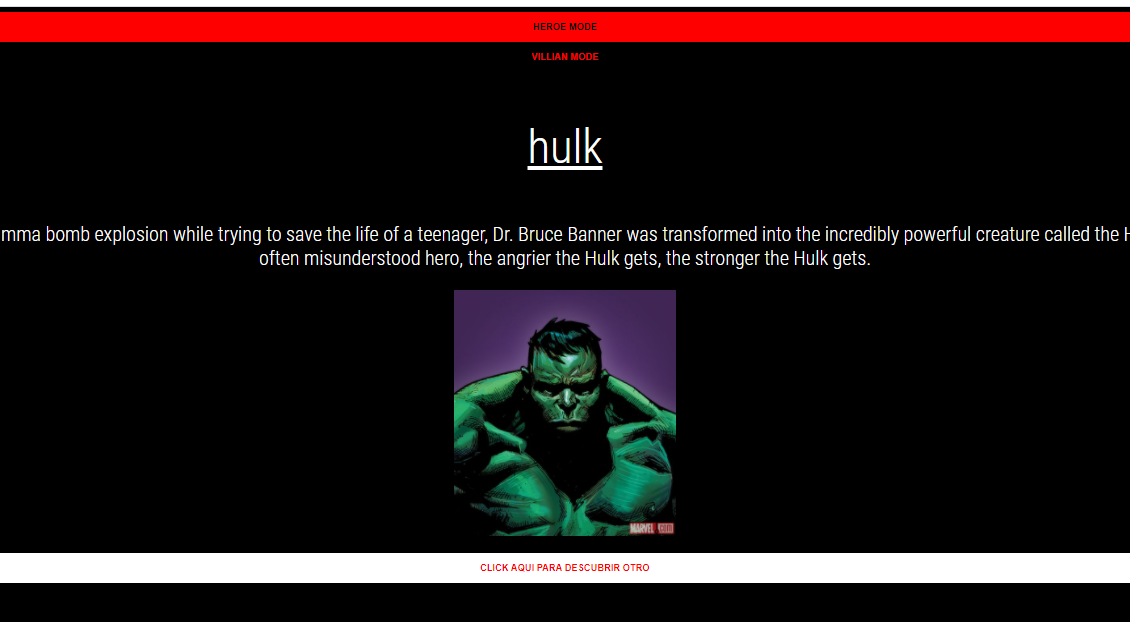 HEROE MODE
VILLIAN MODE
hulk
mma bomb explosion while trying to save the life of a teenager, Dr. Bruce Banner was transformed into the incredibly powerful creature called the H
often misunderstood hero, the angrier the Hulk gets, the stronger the Hulk gets.
MARVEL .COM
CLICK AQUI PARA DESCUBRIR OTRO